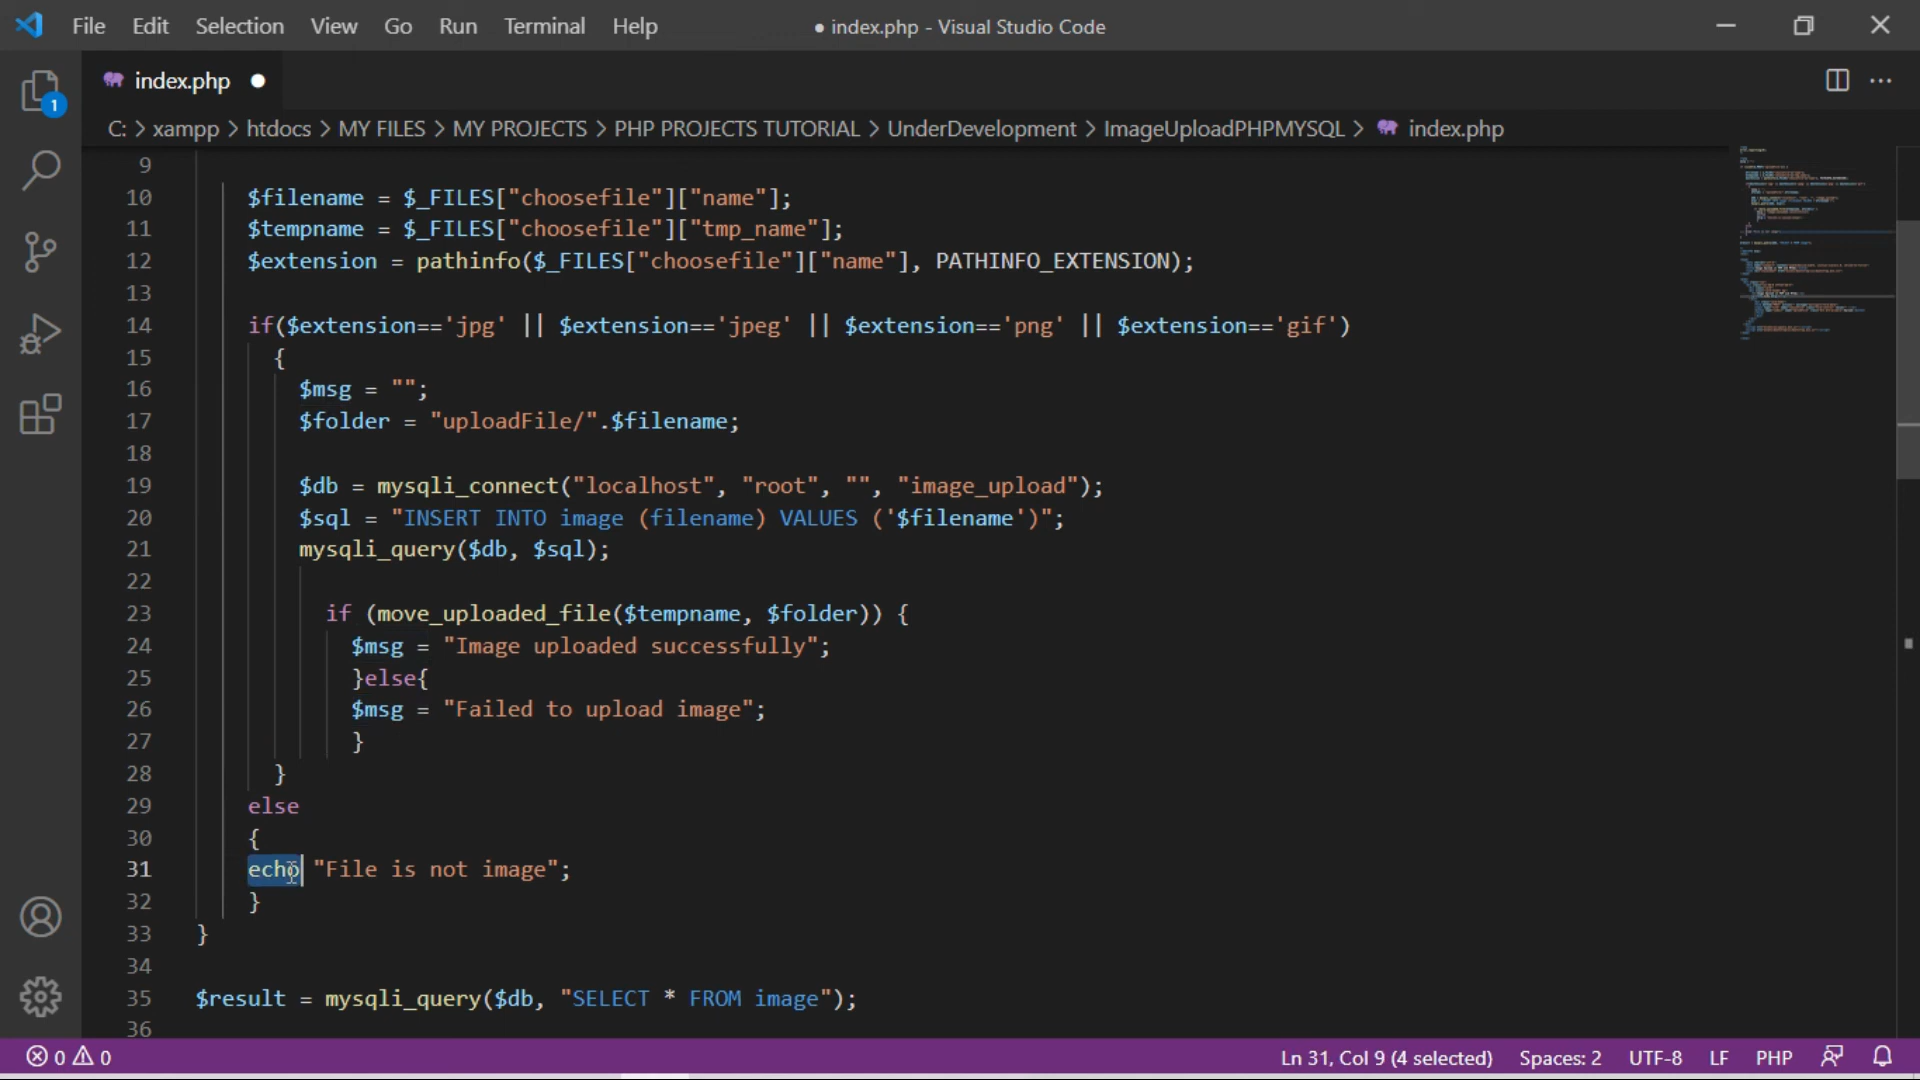 File Edit Selection View Go Run Terminal Help ● index.php - Visual Studio Code
index.php ●
1
C: > xampp > htdocs > MY FILES > MY PROJECTS > PHP PROJECTS TUTORIAL > UnderDevelopment > ImageUploadPHPMYSQL > index.php
9
10 $filename = $_FILES["choosefile"]["name"];
11 $tempname = $_FILES["choosefile"]["tmp_name"];
12 $extension = pathinfo($_FILES["choosefile"]["name"], PATHINFO_EXTENSION);
13
14 if($extension=='jpg' || $extension=='jpeg' || $extension=='png' || $extension=='gif')
15 {
16 $msg = "";
17 $folder = "uploadFile/".$filename;
18
19 $db = mysqli_connect("localhost", "root", "", "image_upload");
20 $sql = "INSERT INTO image (filename) VALUES ('$filename')";
21 mysqli_query($db, $sql);
22
23 if (move_uploaded_file($tempname, $folder)) {
24 $msg = "Image uploaded successfully";
25 }else{
26 $msg = "Failed to upload image";
27 }
28 }
29 else
30 {
31 echo "File is not image";
32 }
33 }
34
35 $result = mysqli_query($db, "SELECT * FROM image");
36
0 0 Ln 31, Col 9 (4 selected) Spaces: 2 UTF-8 LF PHP